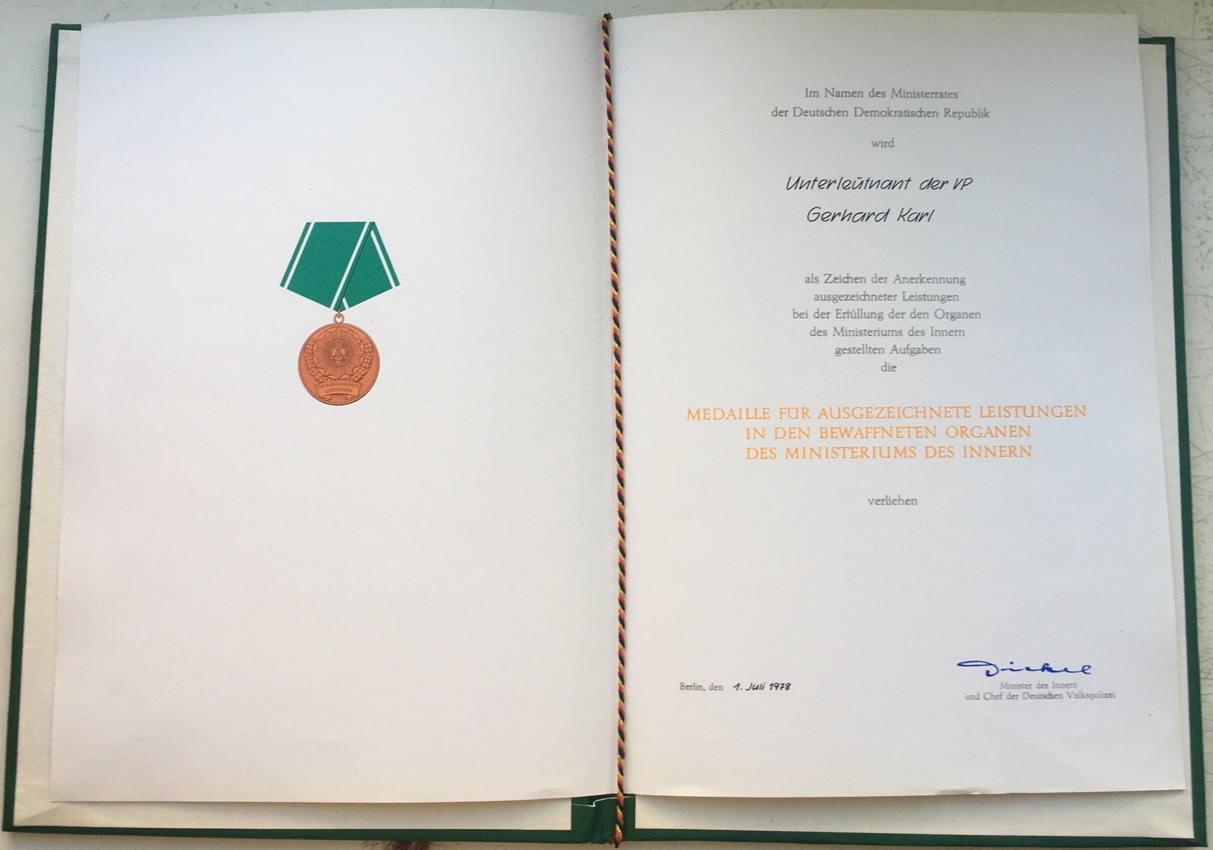 Im Namen des Ministerrates
der Deutschen Demokratischen Republik
wird
Unterleutnant der VP
Gerhard Karl
als Zeichen der Anerkennung
ausgezeichneter Leistungen
bei der Erfüllung der den Organen
des Ministeriums des Innern
gestellten Aufgaben
die
MEDAILLE FÜR AUSGEZEICHNETE LEISTUNGEN
IN DEN BEWAFFNETEN ORGANEN
DES MINISTERIUMS DES INNERN
verliehen
Dickel
Berlin, den 1. Juli 1978
Minister des Innern
und Chef der Deutschen Volkspolizei